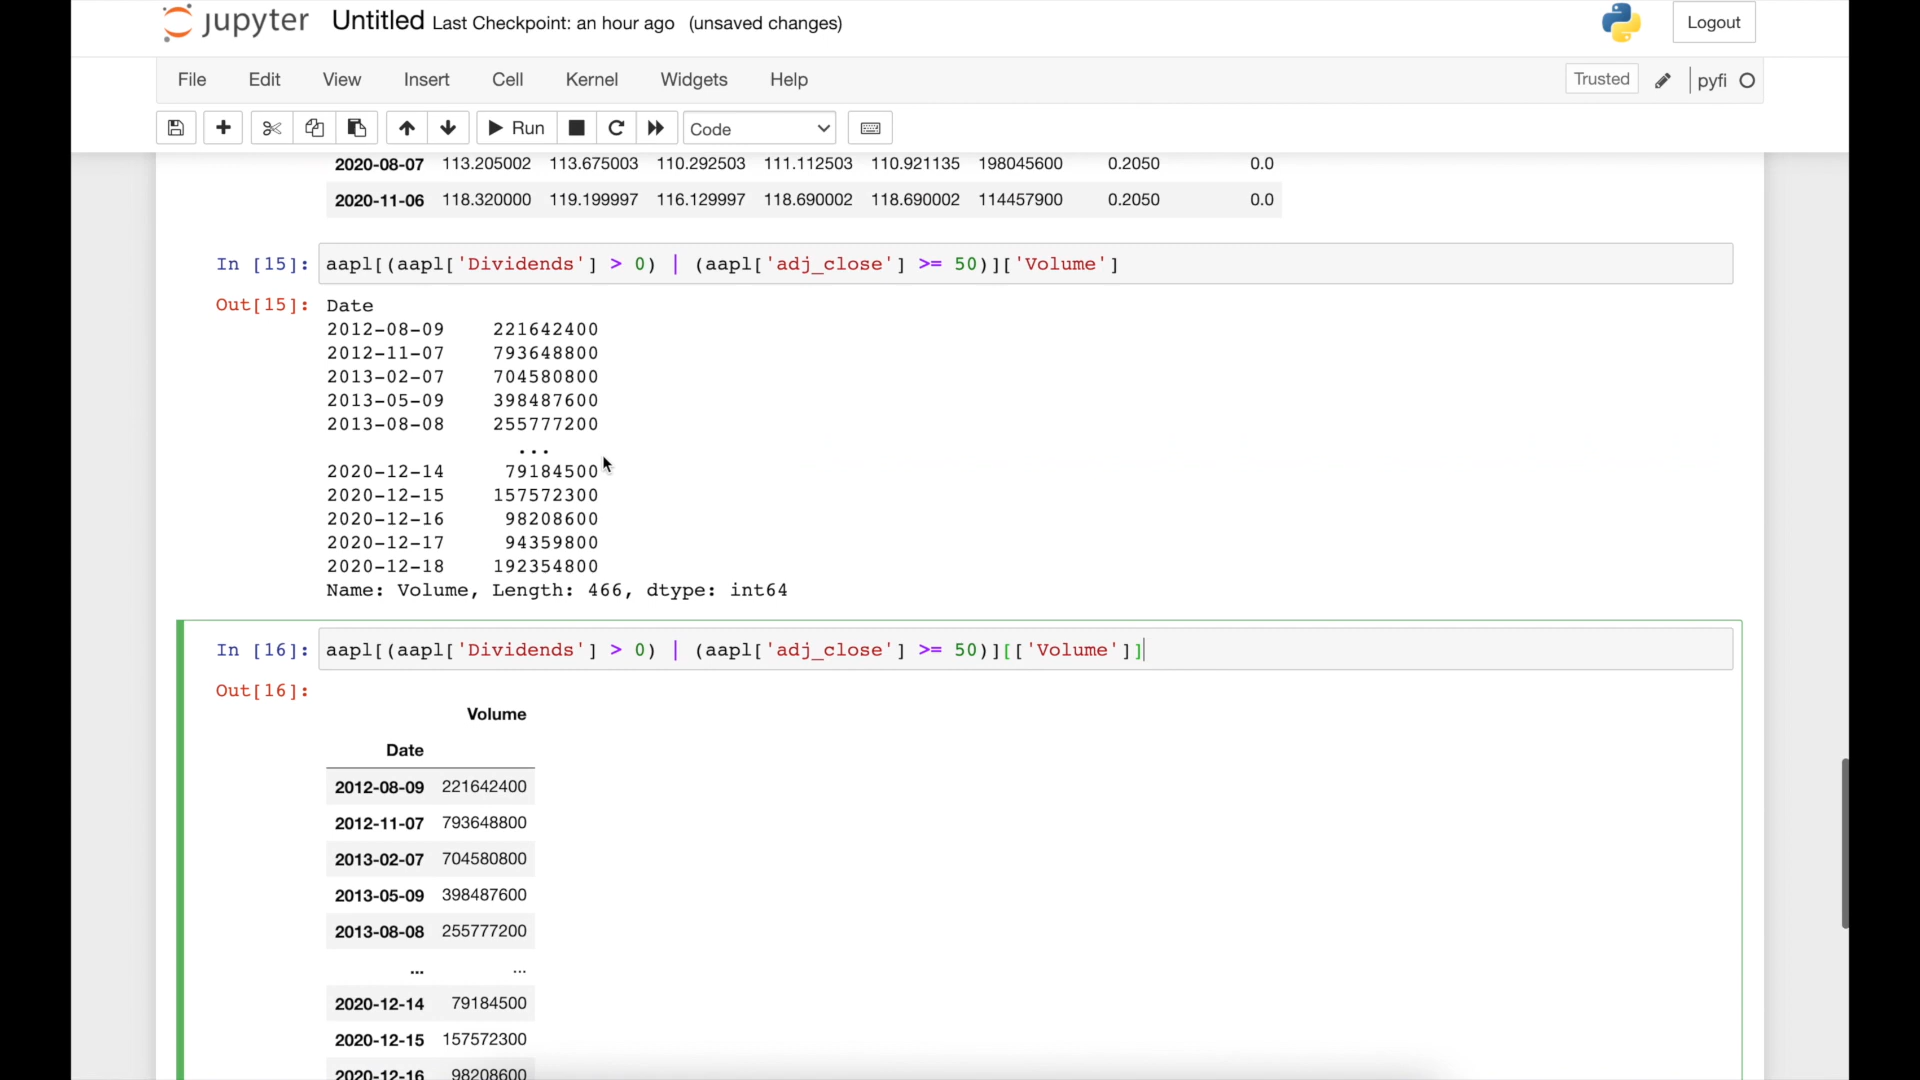 jupyter Untitled Last Checkpoint: an hour ago (unsaved changes) Logout
File Edit View Insert Cell Kernel Widgets Help Trusted pyfi
Run Code
2020-08-07 113.205002 113.675003 110.292503 111.112503 110.921135 198045600 0.2050 0.0
2020-11-06 118.320000 119.199997 116.129997 118.690002 118.690002 114457900 0.2050 0.0
In [15]: aapl[(aapl['Dividends'] > 0) | (aapl['adj_close'] >= 50)]['Volume']
Out[15]: Date
2012-08-09 221642400
2012-11-07 793648800
2013-02-07 704580800
2013-05-09 398487600
2013-08-08 255777200
...
2020-12-14 79184500
2020-12-15 157572300
2020-12-16 98208600
2020-12-17 94359800
2020-12-18 192354800
Name: Volume, Length: 466, dtype: int64
In [16]: aapl[(aapl['Dividends'] > 0) | (aapl['adj_close'] >= 50)][['Volume']]
Out[16]:
Volume
Date
2012-08-09 221642400
2012-11-07 793648800
2013-02-07 704580800
2013-05-09 398487600
2013-08-08 255777200
... ...
2020-12-14 79184500
2020-12-15 157572300
2020-12-16 98208600